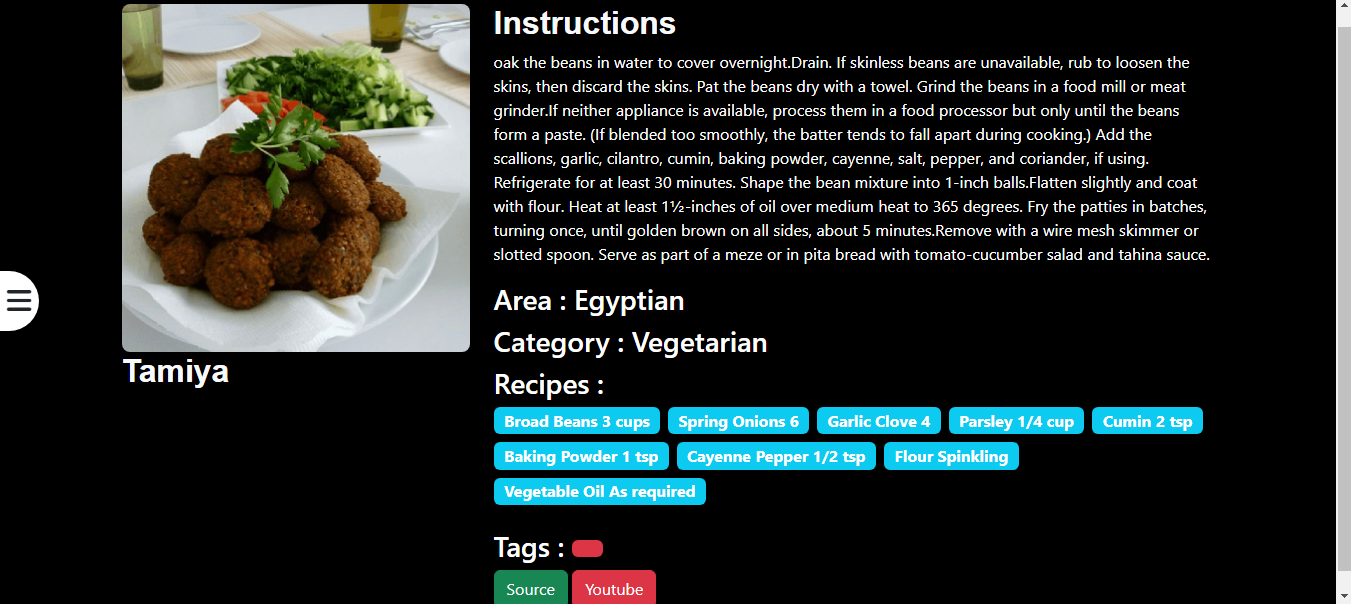 Instructions
oak the beans in water to cover overnight.Drain. If skinless beans are unavailable, rub to loosen the
skins, then discard the skins. Pat the beans dry with a towel. Grind the beans in a food mill or meat
grinder.If neither appliance is available, process them in a food processor but only until the beans
form a paste. (If blended too smoothly, the batter tends to fall apart during cooking.) Add the
scallions, garlic, cilantro, cumin, baking powder, cayenne, salt, pepper, and coriander, if using.
Refrigerate for at least 30 minutes. Shape the bean mixture into 1-inch balls.Flatten slightly and coat
with flour. Heat at least 1½-inches of oil over medium heat to 365 degrees. Fry the patties in batches,
turning once, until golden brown on all sides, about 5 minutes.Remove with a wire mesh skimmer or
slotted spoon. Serve as part of a meze or in pita bread with tomato-cucumber salad and tahina sauce.
Tamiya
Area : Egyptian
Category : Vegetarian
Recipes :
Broad Beans 3 cups Spring Onions 6 Garlic Clove 4 Parsley 1/4 cup Cumin 2 tsp
Baking Powder 1 tsp Cayenne Pepper 1/2 tsp Flour Spinkling
Vegetable Oil As required
Tags :
Source Youtube